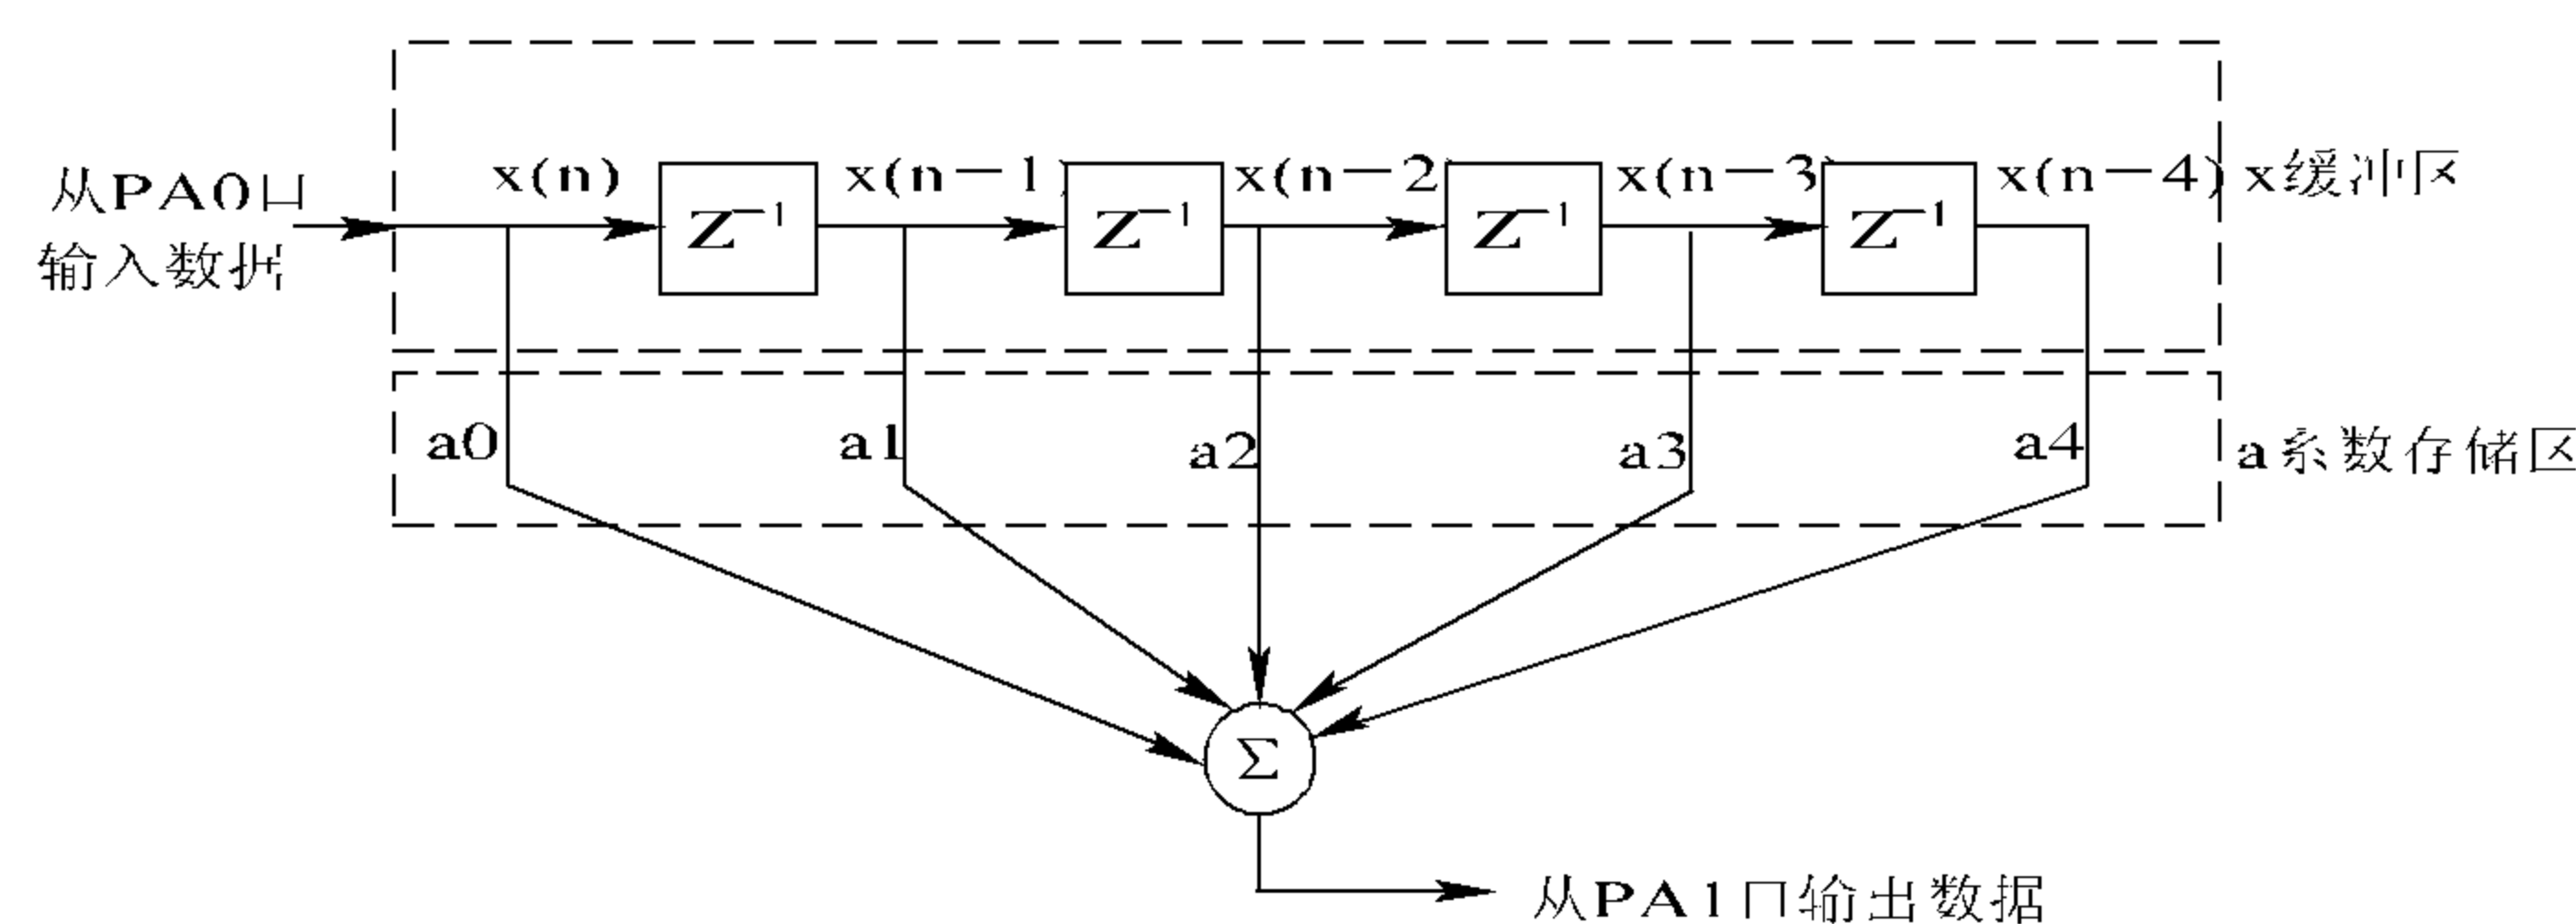 从PA0口
输入数据
x(n)
x(n-1)
x(n-2)
x(n-3)
x(n-4)
x缓冲区
Z⁻¹
Z⁻¹
Z⁻¹
Z⁻¹
a0
a1
a2
a3
a4
a系数存储区
Σ
从PA1口输出数据